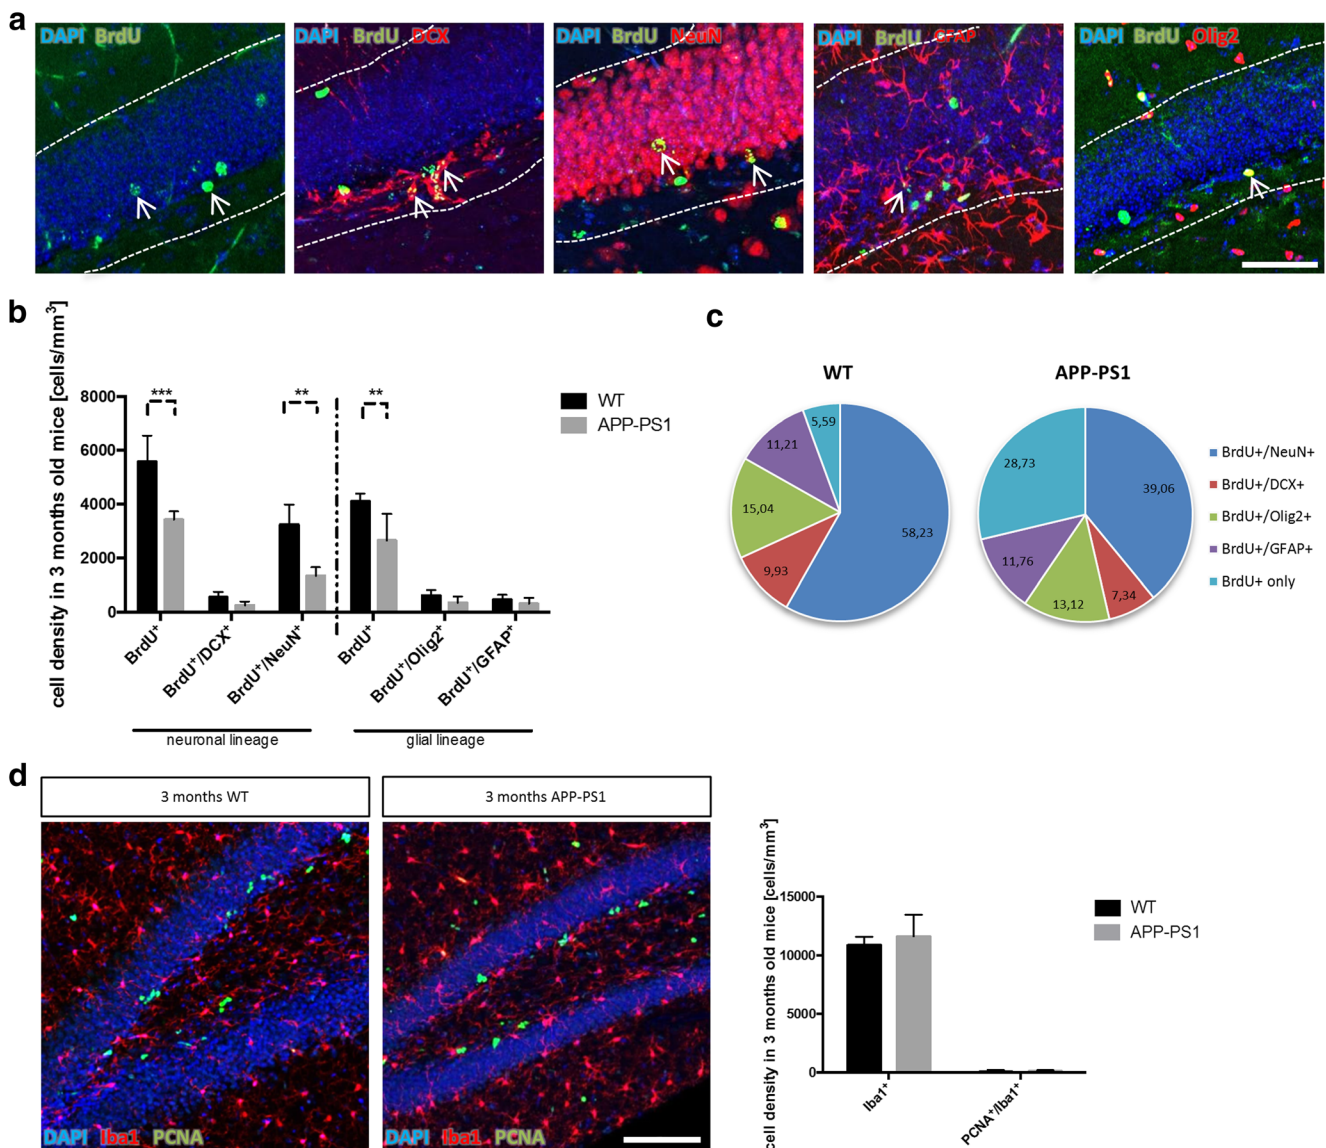 a
DAPI BrdU
DAPI BrdU DCX
DAPI BrdU NeuN
DAPI BrdU GFAP
DAPI BrdU Olig2
b
cell density in 3 months old mice [cells/mm³]
8000
6000
4000
2000
0
***
**
**
WT
APP-PS1
BrdU⁺
BrdU⁺/DCX⁺
BrdU⁺/NeuN⁺
BrdU⁺
BrdU⁺/Olig2⁺
BrdU⁺/GFAP⁺
neuronal lineage
glial lineage
c
WT
5,59
11,21
15,04
9,93
58,23
APP-PS1
28,73
39,06
11,76
13,12
7,34
BrdU+/NeuN+
BrdU+/DCX+
BrdU+/Olig2+
BrdU+/GFAP+
BrdU+ only
d
3 months WT
3 months APP-PS1
DAPI Iba1 PCNA
DAPI Iba1 PCNA
cell density in 3 months old mice [cells/mm³]
15000
10000
5000
0
WT
APP-PS1
Iba1⁺
PCNA⁺/Iba1⁺